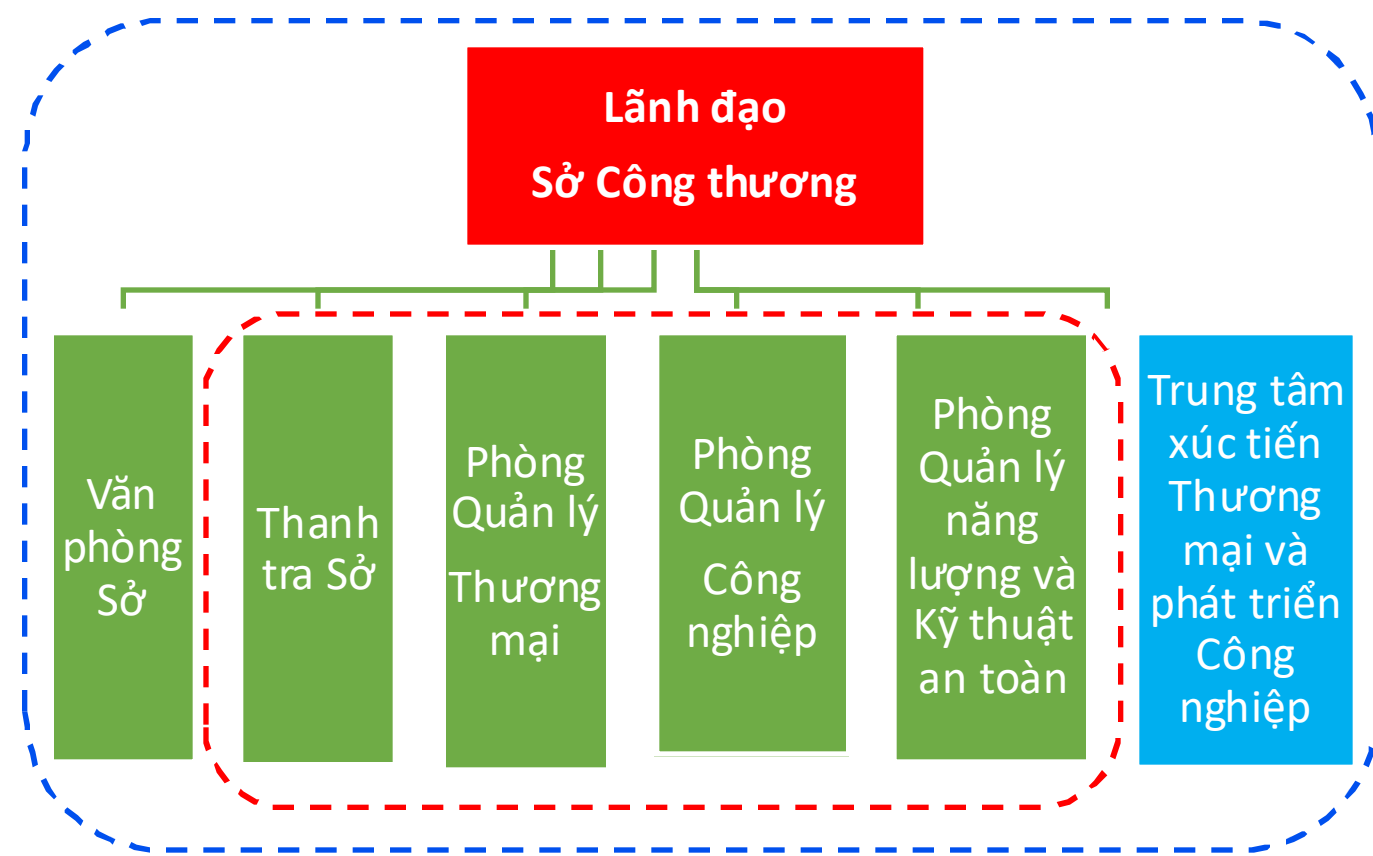 Lãnh đạo
Sở Công thương
Văn
phòng
Sở
Thanh
tra Sở
Phòng
Quản lý
Thương
mại
Phòng
Quản lý
Công
nghiệp
Phòng
Quản lý
năng
lượng và
Kỹ thuật
an toàn
Trung tâm
xúc tiến
Thương
mại và
phát triển
Công
nghiệp